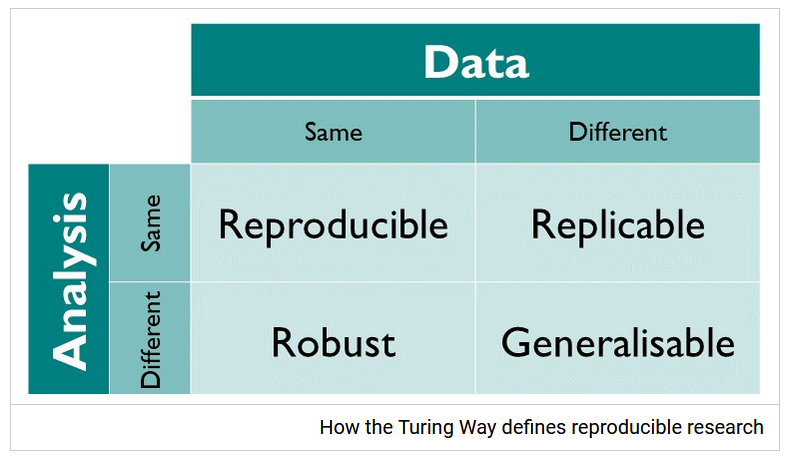 Data
Same
Different
Analysis
Same
Reproducible
Replicable
Different
Robust
Generalisable
How the Turing Way defines reproducible research